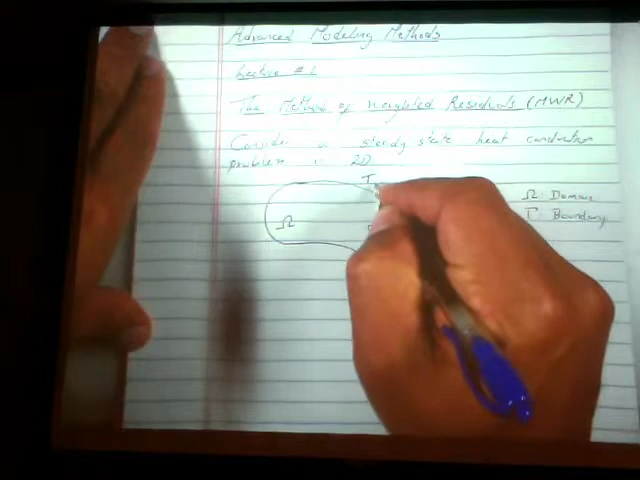 Advanced Modeling Methods
Lecture # 1
The Method of Weighted Residuals (MWR)
Consider a steady state heat conduction
problem in 2D
T
Ω
Ω: Domain
Γ: Boundary